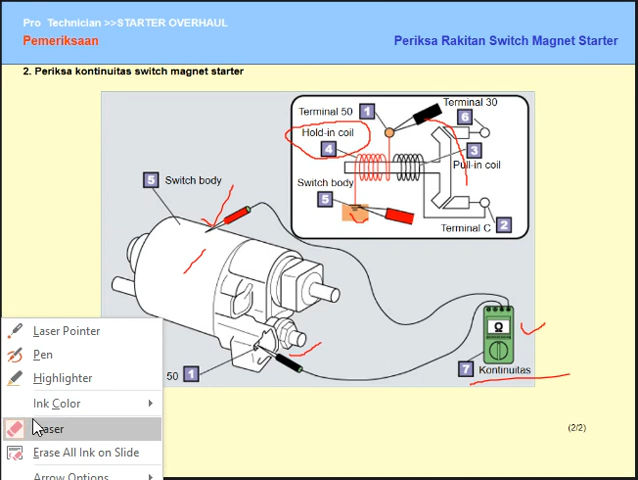 Pro Technician >>STARTER OVERHAUL
Pemeriksaan
Periksa Rakitan Switch Magnet Starter
2. Periksa kontinuitas switch magnet starter
Terminal 50
1
Terminal 30
6
Hold-in coil
4
3
Pull-in coil
Switch body
5
Terminal C
2
5
Switch body
Ω
7
Kontinuitas
50
1
(2/2)
Laser Pointer
Pen
Highlighter
Ink Color
Erase All Ink on Slide
Arrow Options